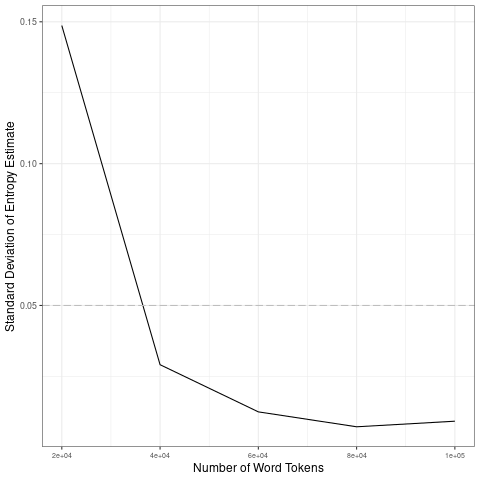 0.15
0.10
0.05
Standard Deviation of Entropy Estimate
2e+04 4e+04 6e+04 8e+04 1e+05
Number of Word Tokens